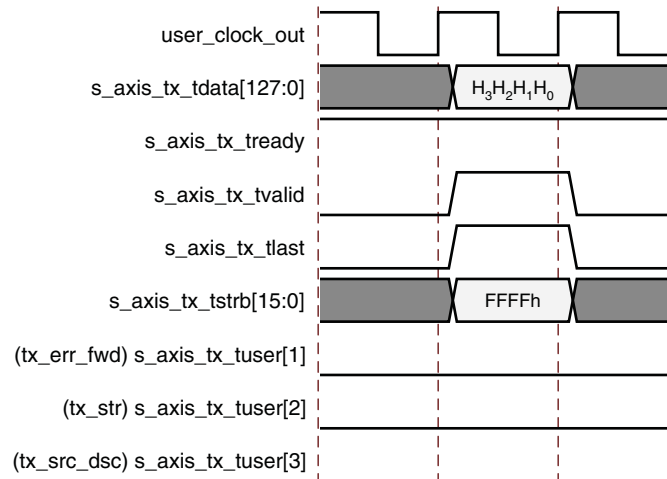 user_clock_out
s_axis_tx_tdata[127:0] H₃H₂H₁H₀
s_axis_tx_tready
s_axis_tx_tvalid
s_axis_tx_tlast
s_axis_tx_tstrb[15:0] FFFFh
(tx_err_fwd) s_axis_tx_tuser[1]
(tx_str) s_axis_tx_tuser[2]
(tx_src_dsc) s_axis_tx_tuser[3]